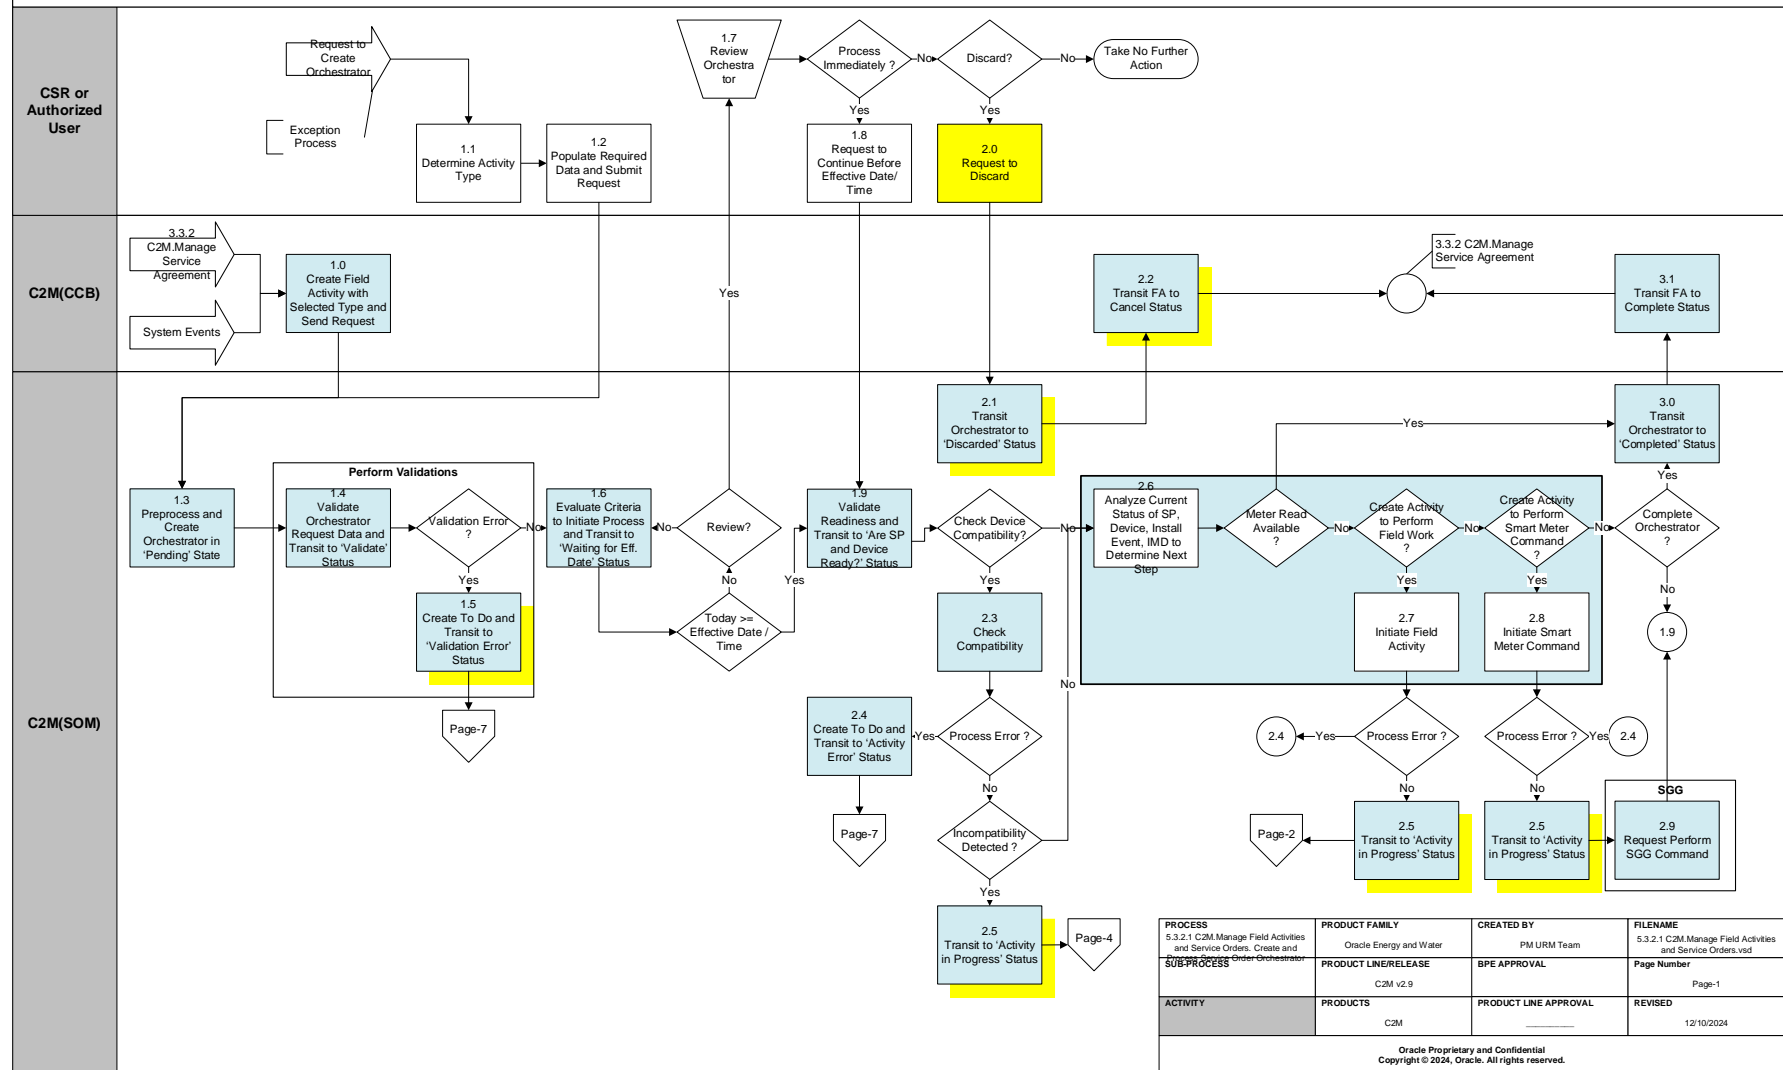 CSR or
Authorized
User
Request to
Create
Orchestrator
Exception
Process
1.1
Determine Activity
Type
1.2
Populate Required
Data and Submit
Request
1.7
Review
Orchestra
tor
Process
Immediately ?
No
Discard?
No
Take No Further
Action
Yes
Yes
1.8
Request to
Continue Before
Effective Date/
Time
2.0
Request to
Discard
C2M(CCB)
3.3.2
C2M.Manage
Service
Agreement
System Events
1.0
Create Field
Activity with
Selected Type and
Send Request
Yes
2.2
Transit FA to
Cancel Status
3.3.2 C2M.Manage
Service Agreement
3.1
Transit FA to
Complete Status
C2M(SOM)
2.1
Transit
Orchestrator to
'Discarded' Status
Yes
3.0
Transit
Orchestrator to
'Completed' Status
Yes
Perform Validations
1.3
Preprocess and
Create
Orchestrator in
'Pending' State
1.4
Validate
Orchestrator
Request Data and
Transit to 'Validate'
Status
Validation Error
?
No
Yes
1.5
Create To Do and
Transit to
'Validation Error'
Status
Page-7
1.6
Evaluate Criteria
to Initiate Process
and Transit to
'Waiting for Eff.
Date' Status
No
Review?
No
Today >=
Effective Date /
Time
Yes
1.9
Validate
Readiness and
Transit to 'Are SP
and Device
Ready?' Status
Check Device
Compatibility?
No
Yes
2.3
Check
Compatibility
Process Error ?
Yes
2.4
Create To Do and
Transit to 'Activity
Error' Status
Page-7
No
Incompatibility
Detected ?
No
Yes
2.5
Transit to 'Activity
in Progress' Status
Page-4
2.6
Analyze Current
Status of SP,
Device, Install
Event, IMD to
Determine Next
Step
Meter Read
Available
?
No
Create Activity
to Perform
Field Work
?
No
Create Activity
to Perform
Smart Meter
Command
?
No
Complete
Orchestrator
?
Yes
Yes
No
2.7
Initiate Field
Activity
2.8
Initiate Smart
Meter Command
1.9
2.4
Yes
Process Error ?
Process Error ?
Yes
2.4
No
No
Page-2
2.5
Transit to 'Activity
in Progress' Status
2.5
Transit to 'Activity
in Progress' Status
SGG
2.9
Request Perform
SGG Command
PROCESS
5.3.2.1 C2M.Manage Field Activities
and Service Orders. Create and
Process Service Order Orchestrator
PRODUCT FAMILY
Oracle Energy and Water
CREATED BY
PM URM Team
FILENAME
5.3.2.1 C2M.Manage Field Activities
and Service Orders.vsd
SUB-PROCESS
PRODUCT LINE/RELEASE
C2M v2.9
BPE APPROVAL
Page Number
Page-1
ACTIVITY
PRODUCTS
C2M
PRODUCT LINE APPROVAL
____________
REVISED
12/10/2024
Oracle Proprietary and Confidential
Copyright © 2024, Oracle. All rights reserved.